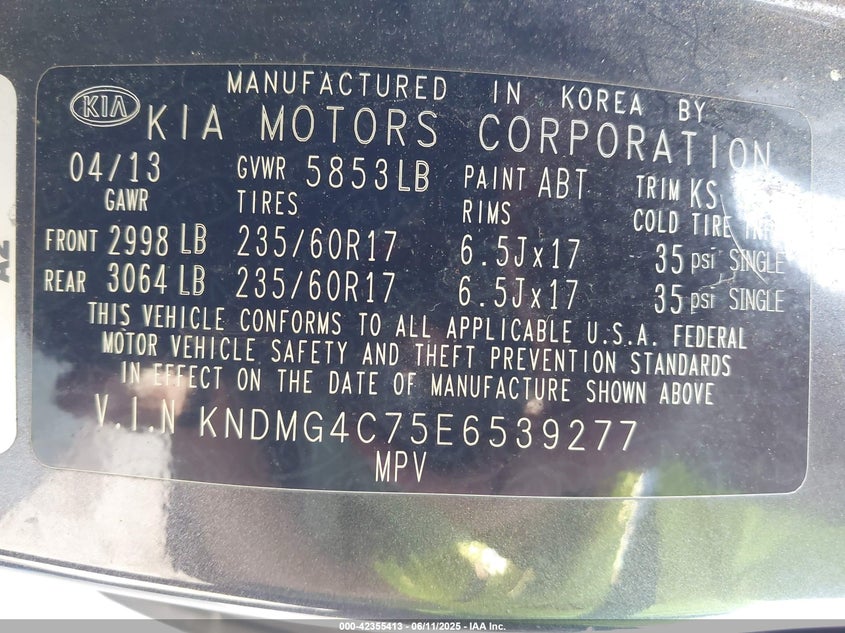 MANUFACTURED IN KOREA BY
KIA KIA MOTORS CORPORATION
04/13 GVWR 5853LB PAINT ABT TRIM KS
GAWR TIRES RIMS COLD TIRE
FRONT 2998 LB 235/60R17 6.5Jx17 35 psi SINGLE
REAR 3064 LB 235/60R17 6.5Jx17 35 psi SINGLE
THIS VEHICLE CONFORMS TO ALL APPLICABLE U.S.A. FEDERAL
MOTOR VEHICLE SAFETY AND THEFT PREVENTION STANDARDS
IN EFFECT ON THE DATE OF MANUFACTURE SHOWN ABOVE
V.I.N KNDMG4C75E6539277
MPV
A2
000-42355413 - 06/11/2025 - IAA Inc.